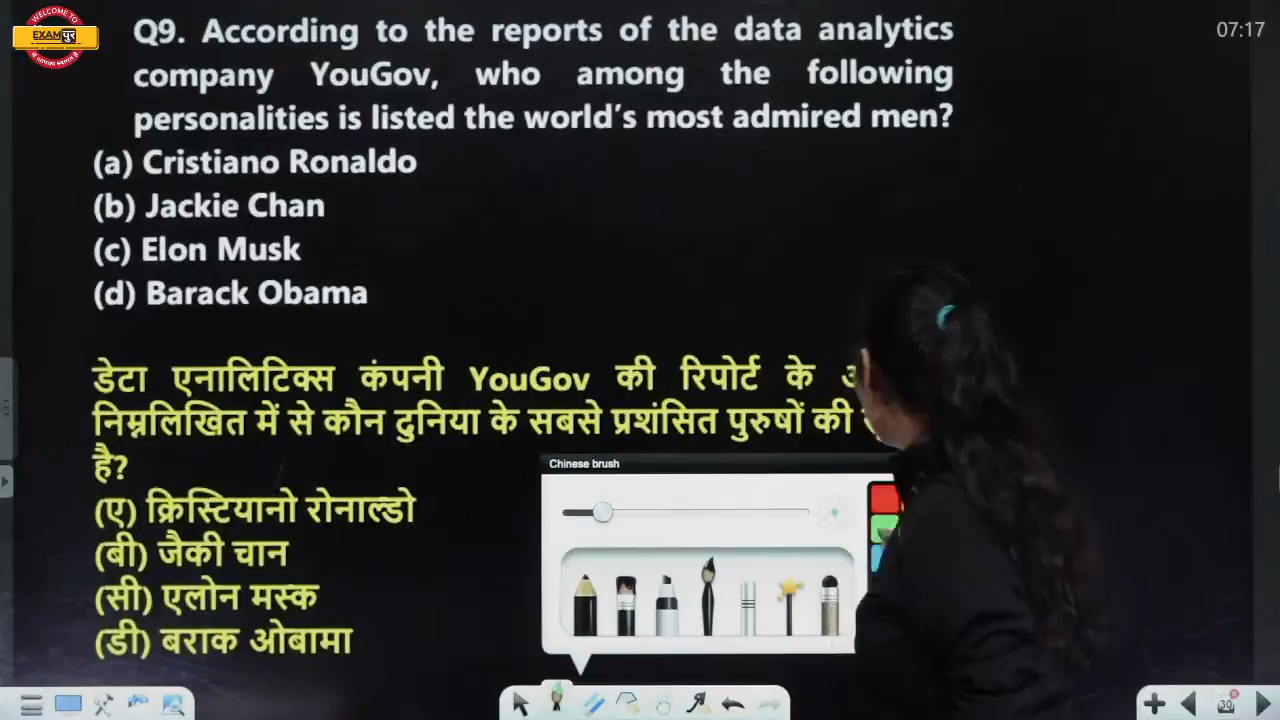 WELCOME TO
EXAMपुर
07:17
Q9. According to the reports of the data analytics
company YouGov, who among the following
personalities is listed the world's most admired men?
(a) Cristiano Ronaldo
(b) Jackie Chan
(c) Elon Musk
(d) Barack Obama
डेटा एनालिटिक्स कंपनी YouGov की रिपोर्ट के
निम्नलिखित में से कौन दुनिया के सबसे प्रशंसित पुरुषों की
है?
(ए) क्रिस्टियानो रोनाल्डो
(बी) जैकी चान
(सी) एलोन मस्क
(डी) बराक ओबामा
Chinese brush
30